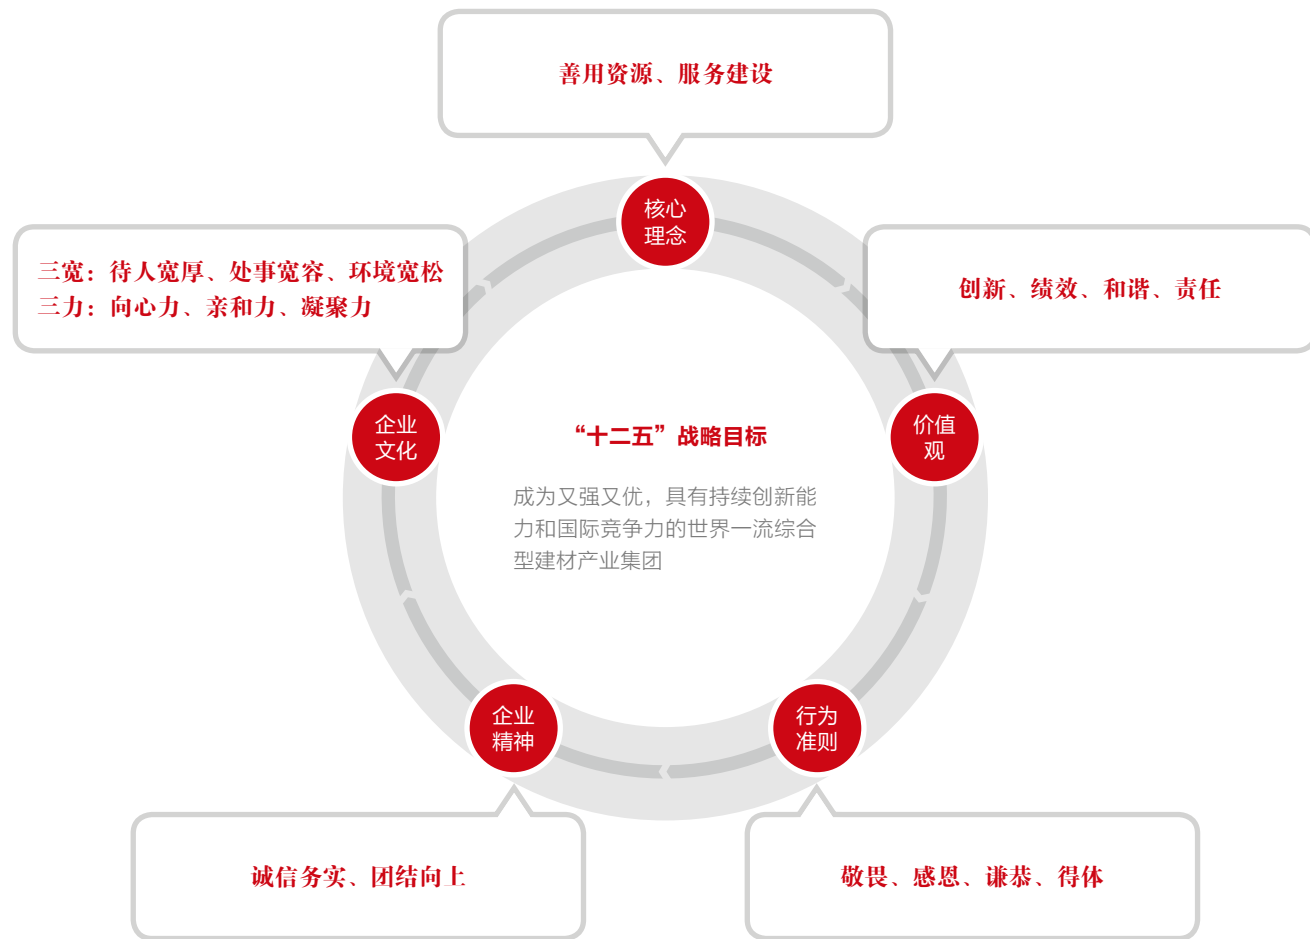 善用资源、服务建设
核心
理念
三宽：待人宽厚、处事宽容、环境宽松
三力：向心力、亲和力、凝聚力
创新、绩效、和谐、责任
企业
文化
价值
观
“十二五”战略目标
成为又强又优，具有持续创新能
力和国际竞争力的世界一流综合
型建材产业集团
企业
精神
行为
准则
诚信务实、团结向上
敬畏、感恩、谦恭、得体